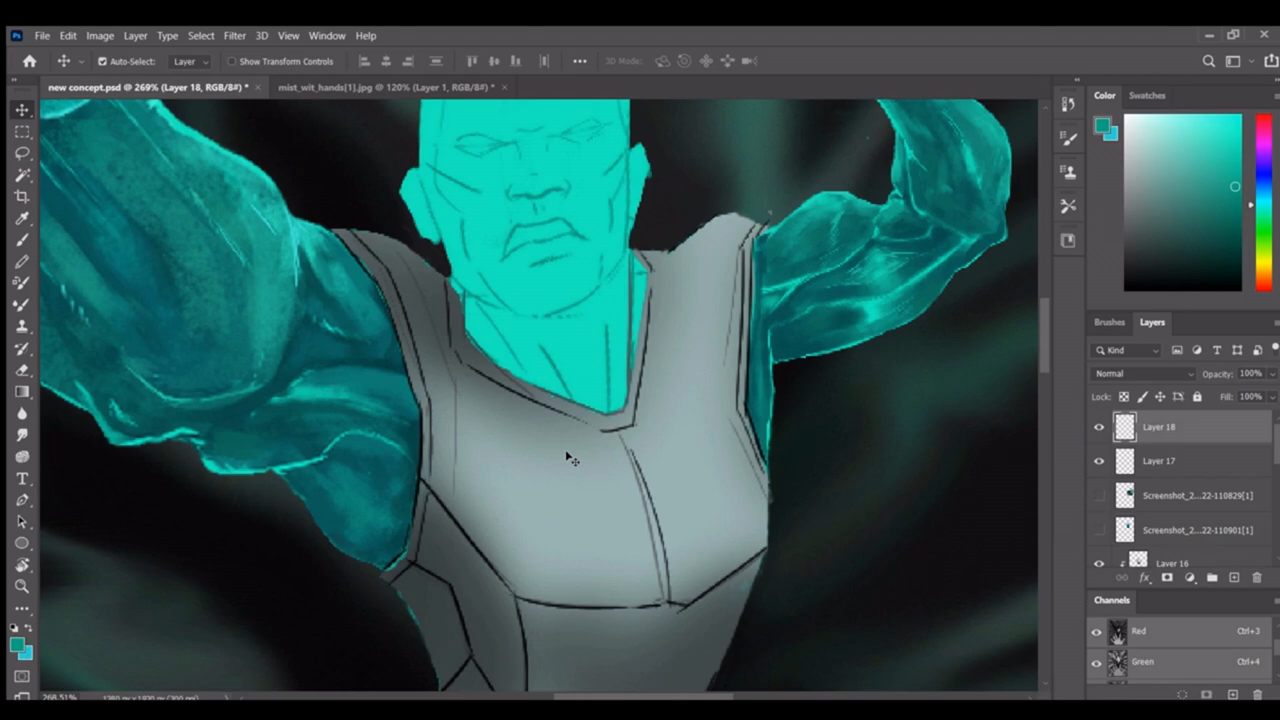 Ps File Edit Image Layer Type Select Filter 3D View Window Help
Auto-Select: Layer Show Transform Controls 3D Mode:
new concept.psd @ 269% (Layer 18, RGB/8#) * mist_wit_hands[1].jpg @ 120% (Layer 1, RGB/8#) *
Color Swatches
Brushes Layers
Kind
Normal Opacity: 100%
Lock: Fill: 100%
Layer 18
Layer 17
Screenshot_2...22-110829[1]
Screenshot_2...22-110901[1]
Layer 16
fx
Channels
Red Ctrl+3
Green Ctrl+4
268.51%